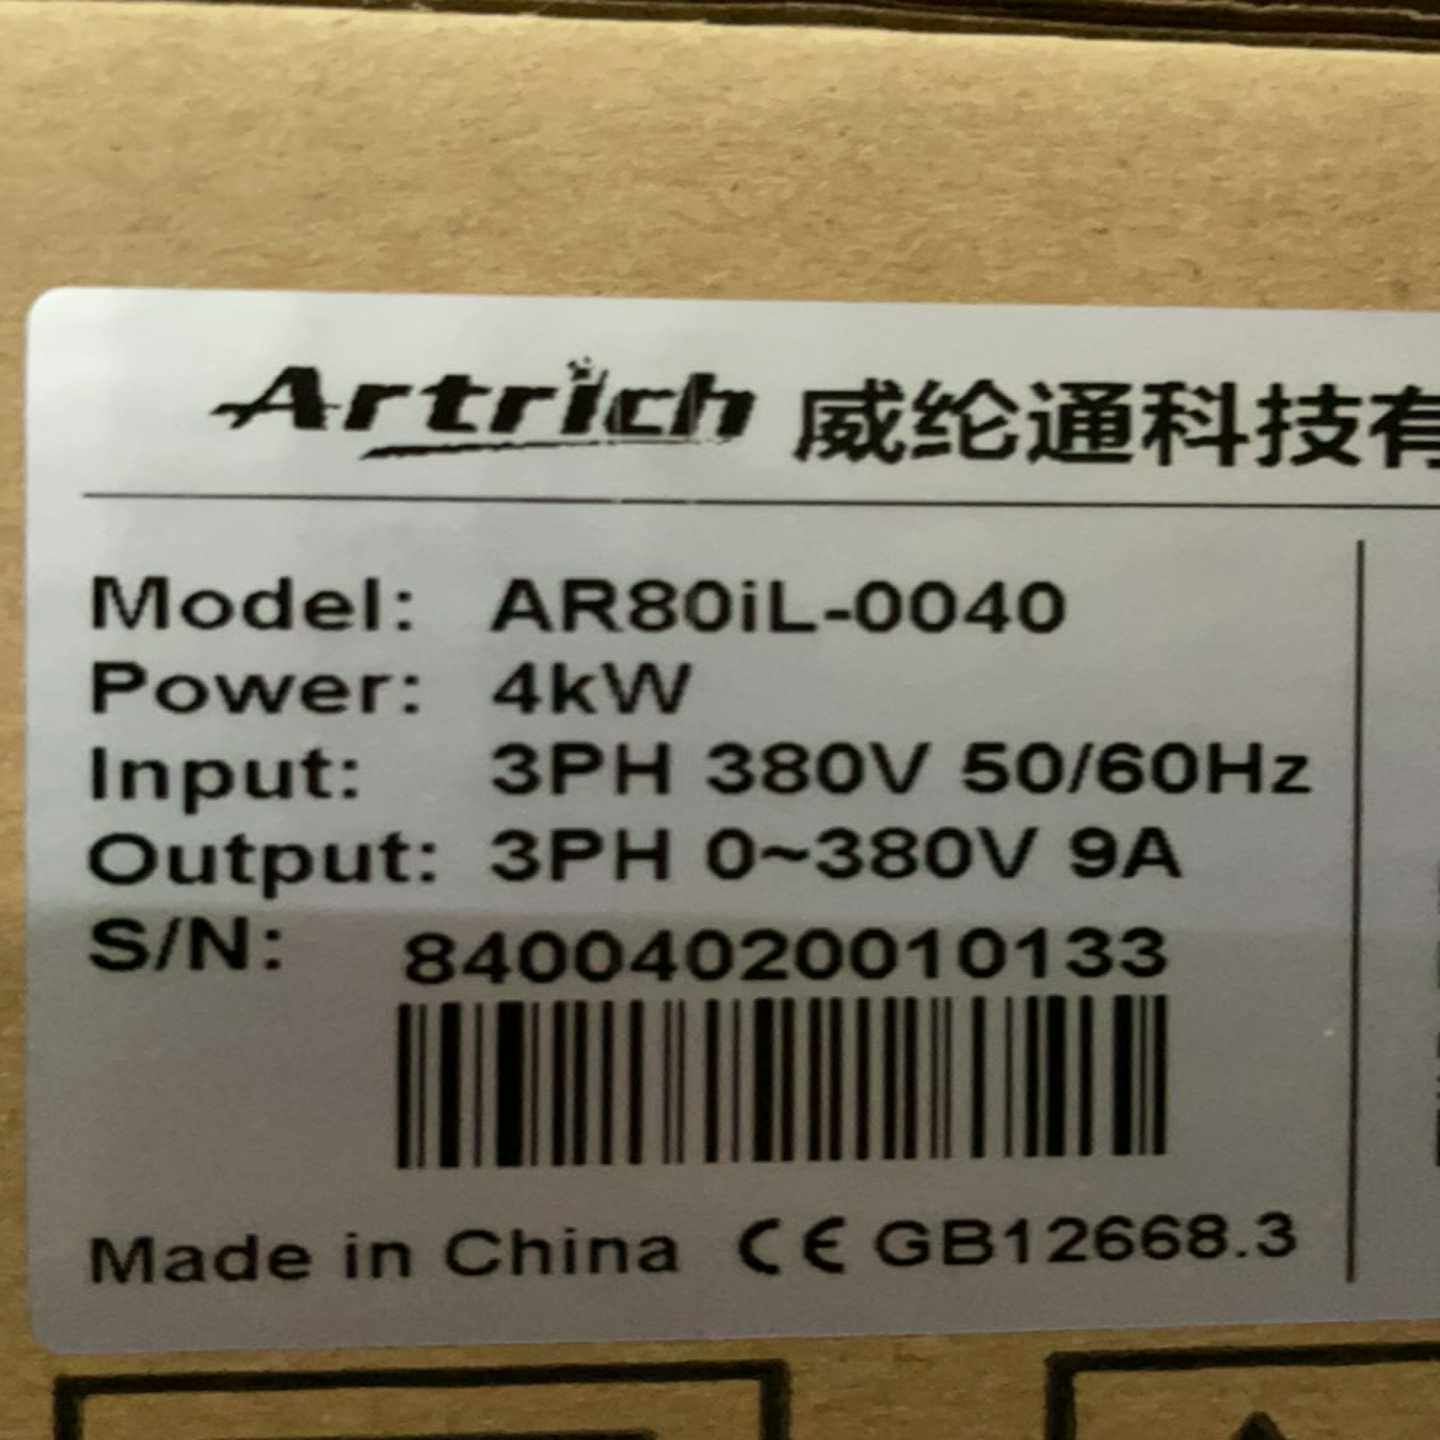 Artrich 威纶通科技有
Model: AR80iL-0040
Power: 4kW
Input: 3PH 380V 50/60Hz
Output: 3PH 0~380V 9A
S/N: 84004020010133
Made in China CE GB12668.3